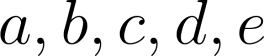 a, b, c, d, e